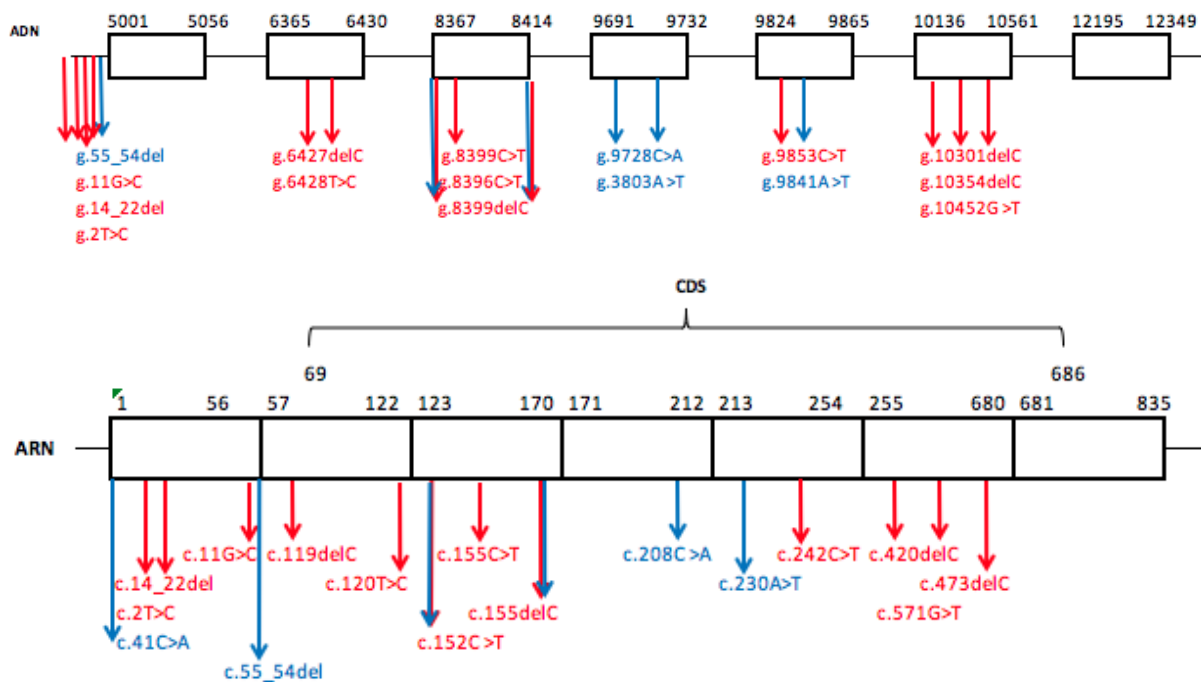 ADN
5001 5056 6365 6430 8367 8414 9691 9732 9824 9865 10136 10561 12195 12349
g.55_54del g.6427delC g.8399C>T g.9728C>A g.9853C>T g.10301delC
g.11G>C g.6428T>C g.8396C>T g.3803A>T g.9841A>T g.10354delC
g.14_22del g.8399delC g.10452G>T
g.2T>C
CDS
69 686
1 56 57 122 123 170 171 212 213 254 255 680 681 835
ARN
c.11G>C c.119delC c.155C>T c.208C>A c.242C>T c.420delC
c.14_22del c.120T>C c.230A>T c.473delC
c.2T>C c.155delC c.571G>T
c.41C>A c.152C>T
c.55_54del